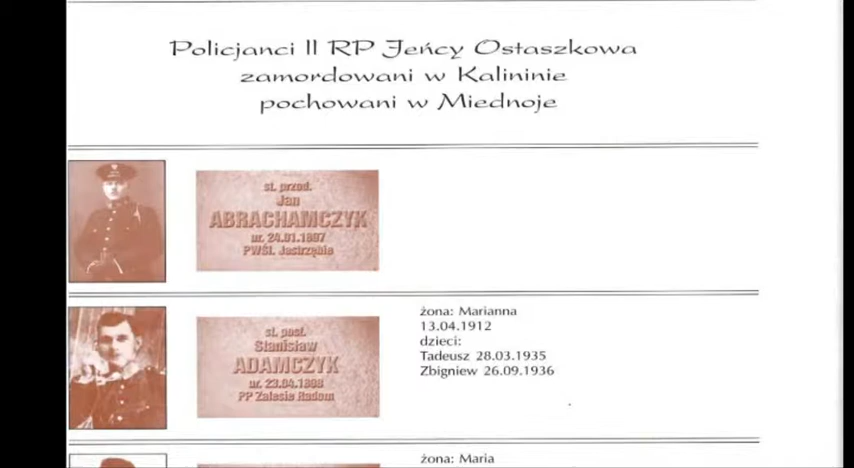 Policjanci II RP Jeńcy Ostaszkowa
zamordowani w Kalininie
pochowani w Miednoje
st. przod.
Jan
ABRACHAMCZYK
ur. 24.01.1897
PWŚl. Jastrzębie
st. post.
Stanisław
ADAMCZYK
ur. 23.04.1898
PP Zalesie Radom
żona: Marianna
13.04.1912
dzieci:
Tadeusz 28.03.1935
Zbigniew 26.09.1936
żona: Maria